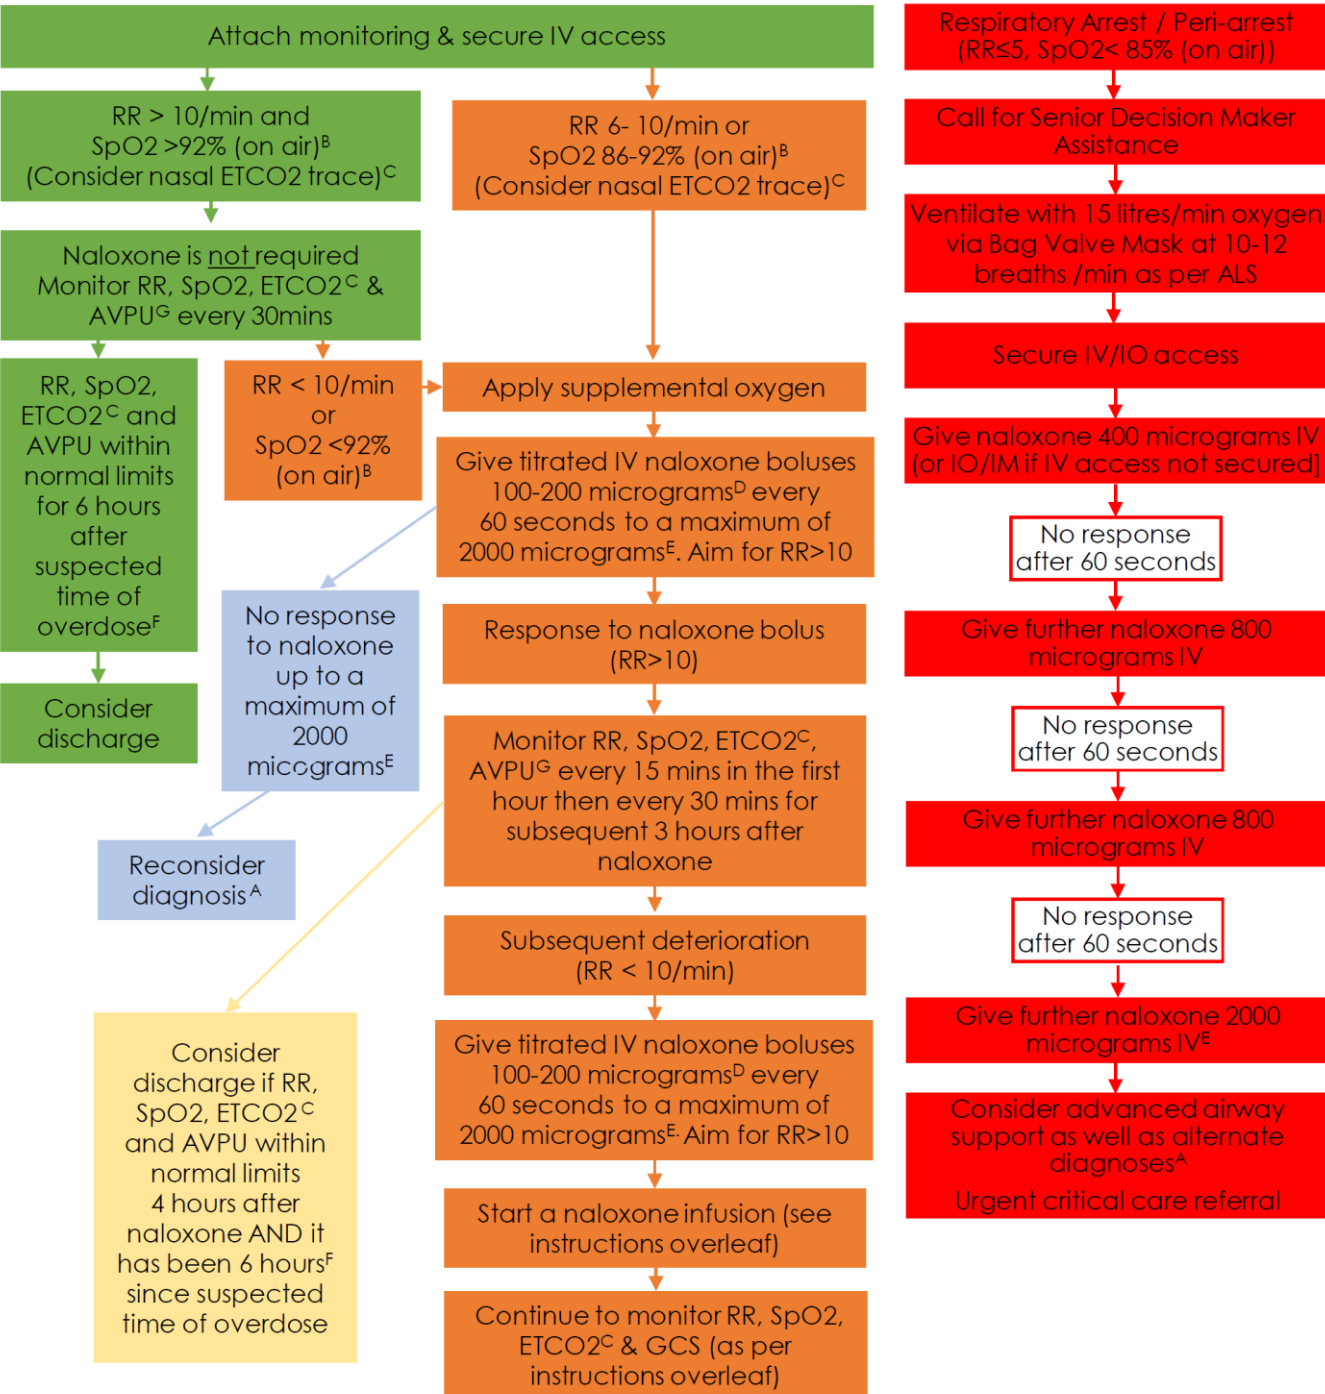 Attach monitoring & secure IV access
RR > 10/min and
SpO2 >92% (on air)ᴮ
(Consider nasal ETCO2 trace)ᶜ
Naloxone is not required
Monitor RR, SpO2, ETCO2ᶜ &
AVPUᴳ every 30mins
RR, SpO2,
ETCO2ᶜ and
AVPU within
normal limits
for 6 hours
after
suspected
time of
overdoseᶠ
Consider
discharge
RR < 10/min
or
SpO2 <92%
(on air)ᴮ
RR 6- 10/min or
SpO2 86-92% (on air)ᴮ
(Consider nasal ETCO2 trace)ᶜ
Apply supplemental oxygen
Give titrated IV naloxone boluses
100-200 microgramsᴰ every
60 seconds to a maximum of
2000 microgramsᴱ. Aim for RR>10
No response
to naloxone
up to a
maximum of
2000
micogramsᴱ
Reconsider
diagnosisᴬ
Response to naloxone bolus
(RR>10)
Monitor RR, SpO2, ETCO2ᶜ,
AVPUᴳ every 15 mins in the first
hour then every 30 mins for
subsequent 3 hours after
naloxone
Consider
discharge if RR,
SpO2, ETCO2ᶜ
and AVPU within
normal limits
4 hours after
naloxone AND it
has been 6 hoursᶠ
since suspected
time of overdose
Subsequent deterioration
(RR < 10/min)
Give titrated IV naloxone boluses
100-200 microgramsᴰ every
60 seconds to a maximum of
2000 microgramsᴱ. Aim for RR>10
Start a naloxone infusion (see
instructions overleaf)
Continue to monitor RR, SpO2,
ETCO2ᶜ & GCS (as per
instructions overleaf)
Respiratory Arrest / Peri-arrest
(RR≤5, SpO2< 85% (on air))
Call for Senior Decision Maker
Assistance
Ventilate with 15 litres/min oxygen
via Bag Valve Mask at 10-12
breaths /min as per ALS
Secure IV/IO access
Give naloxone 400 micrograms IV
(or IO/IM if IV access not secured]
No response
after 60 seconds
Give further naloxone 800
micrograms IV
No response
after 60 seconds
Give further naloxone 800
micrograms IV
No response
after 60 seconds
Give further naloxone 2000
micrograms IVᴱ
Consider advanced airway
support as well as alternate
diagnosesᴬ
Urgent critical care referral